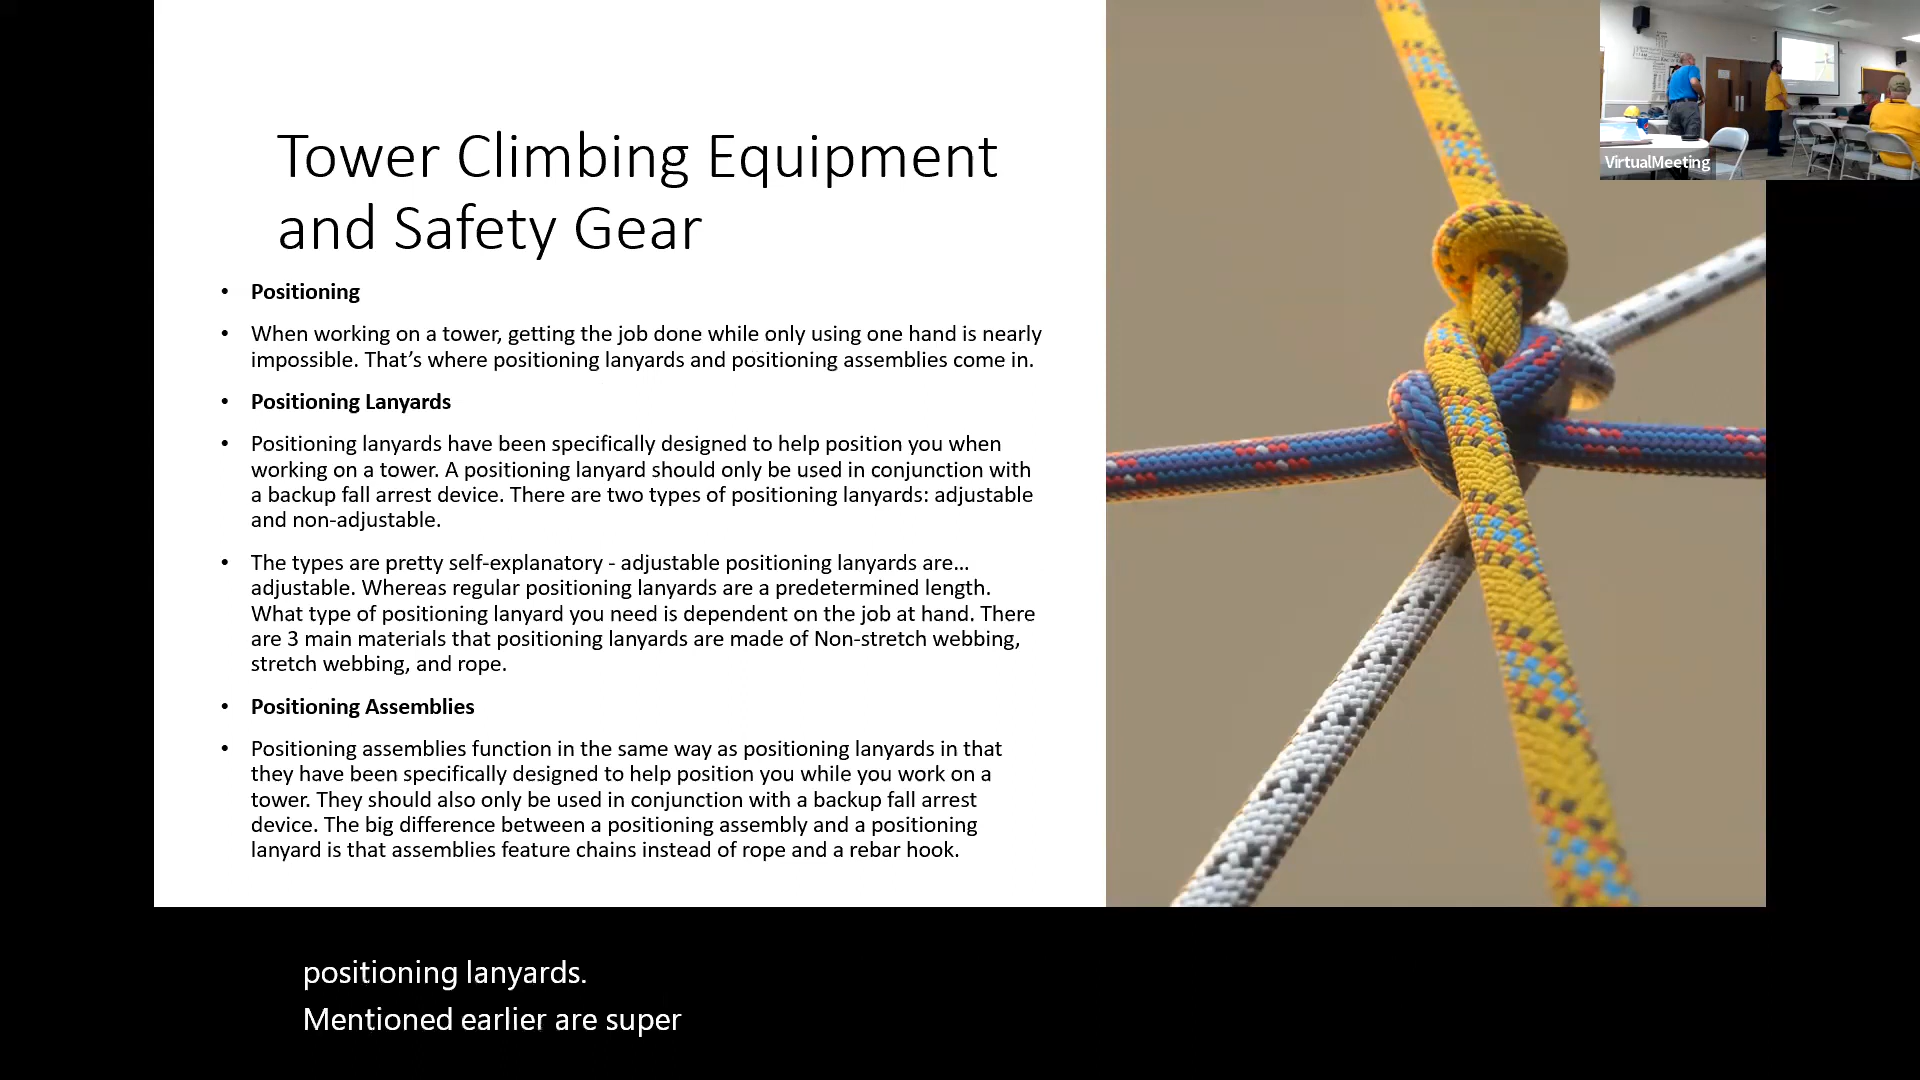 Tower Climbing Equipment
and Safety Gear
• Positioning
• When working on a tower, getting the job done while only using one hand is nearly
impossible. That’s where positioning lanyards and positioning assemblies come in.
• Positioning Lanyards
• Positioning lanyards have been specifically designed to help position you when
working on a tower. A positioning lanyard should only be used in conjunction with
a backup fall arrest device. There are two types of positioning lanyards: adjustable
and non-adjustable.
• The types are pretty self-explanatory - adjustable positioning lanyards are…
adjustable. Whereas regular positioning lanyards are a predetermined length.
What type of positioning lanyard you need is dependent on the job at hand. There
are 3 main materials that positioning lanyards are made of Non-stretch webbing,
stretch webbing, and rope.
• Positioning Assemblies
• Positioning assemblies function in the same way as positioning lanyards in that
they have been specifically designed to help position you while you work on a
tower. They should also only be used in conjunction with a backup fall arrest
device. The big difference between a positioning assembly and a positioning
lanyard is that assemblies feature chains instead of rope and a rebar hook.
VirtualMeeting
positioning lanyards.
Mentioned earlier are super